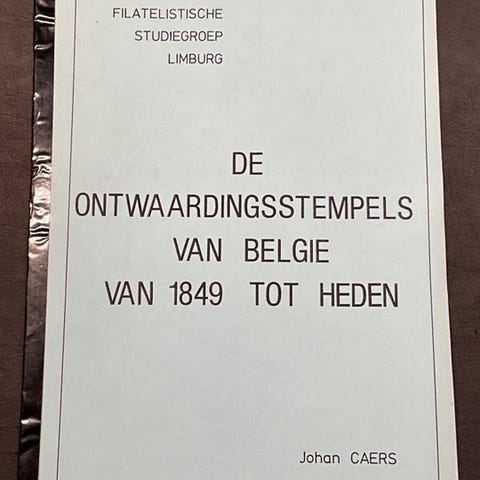 FILATELISTISCHE
STUDIEGROEP
LIMBURG
DE
ONTWAARDINGSSTEMPELS
VAN BELGIE
VAN 1849 TOT HEDEN
Johan CAERS